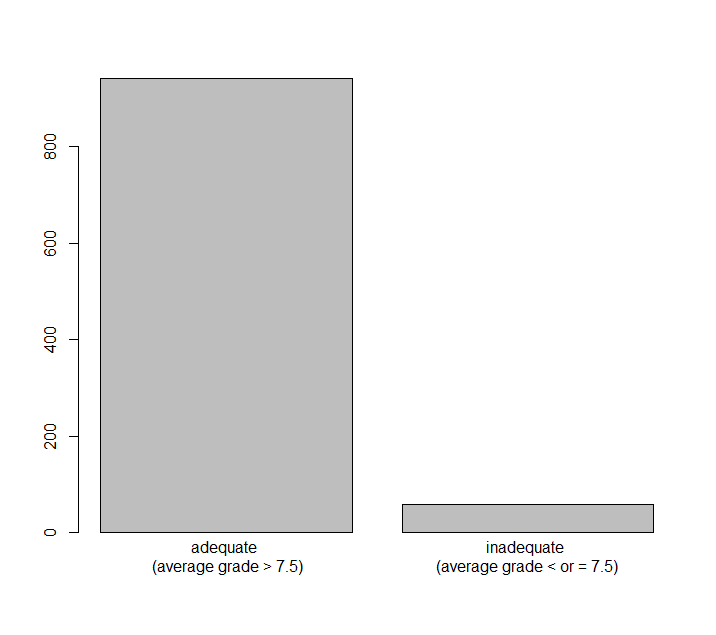 800
600
400
200
0
adequate
(average grade > 7.5)
inadequate
(average grade < or = 7.5)